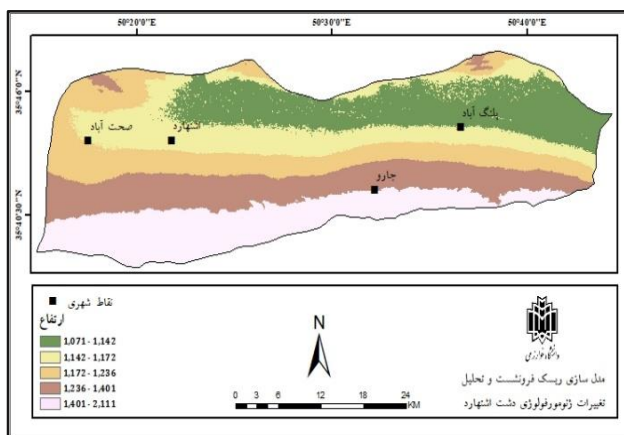 50°20'0"E
50°30'0"E
50°40'0"E
35°46'0"N
35°40'30"N
صحت آباد
اشتهارد
پلنگ آباد
جارو
نقاط شهری
ارتفاع
1,071 - 1,142
1,142 - 1,172
1,172 - 1,236
1,236 - 1,401
1,401 - 2,111
N
0 3 6 12 18 24
KM
دانشگاه خوارزمی
مدل سازی ریسک فرونشست و تحلیل
تغییرات ژئومورفولوژی دشت اشتهارد